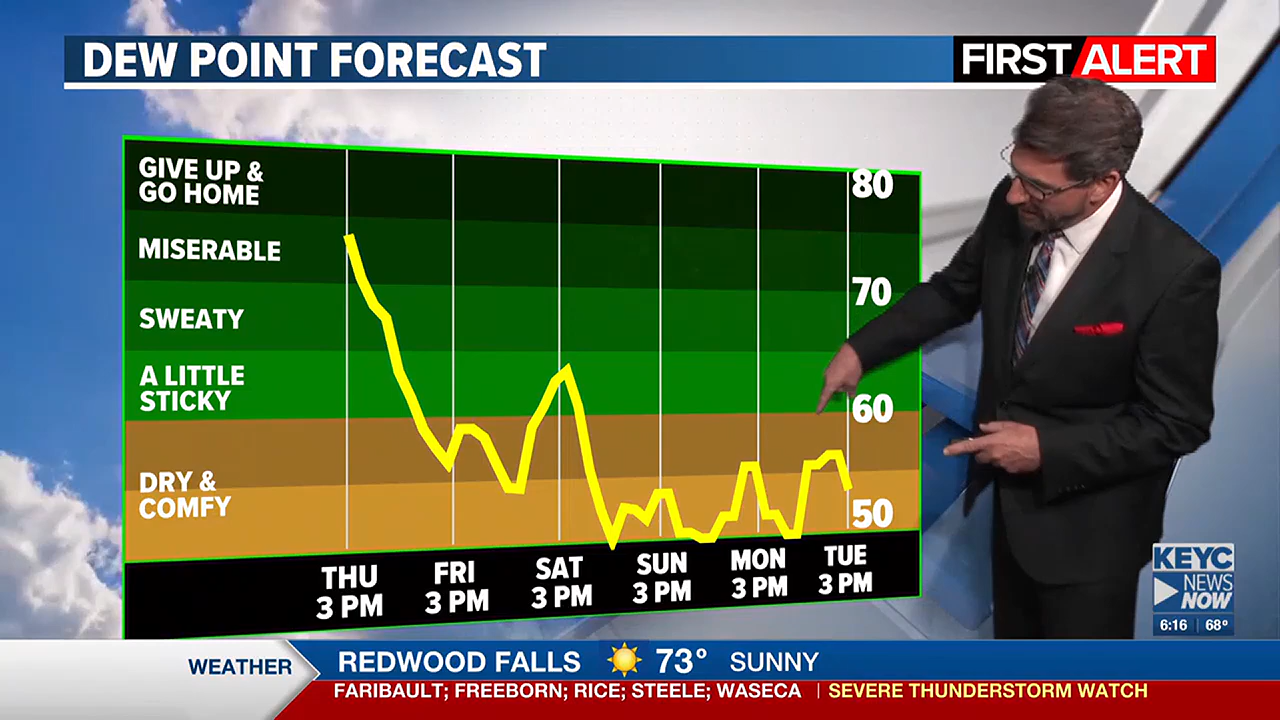 DEW POINT FORECAST
FIRST ALERT
GIVE UP &
GO HOME
MISERABLE
SWEATY
A LITTLE
STICKY
DRY &
COMFY
80
70
60
50
THU
3 PM
FRI
3 PM
SAT
3 PM
SUN
3 PM
MON
3 PM
TUE
3 PM
KEYC
NEWS
NOW
6:16 68°
WEATHER
REDWOOD FALLS 73° SUNNY
FARIBAULT; FREEBORN; RICE; STEELE; WASECA | SEVERE THUNDERSTORM WATCH